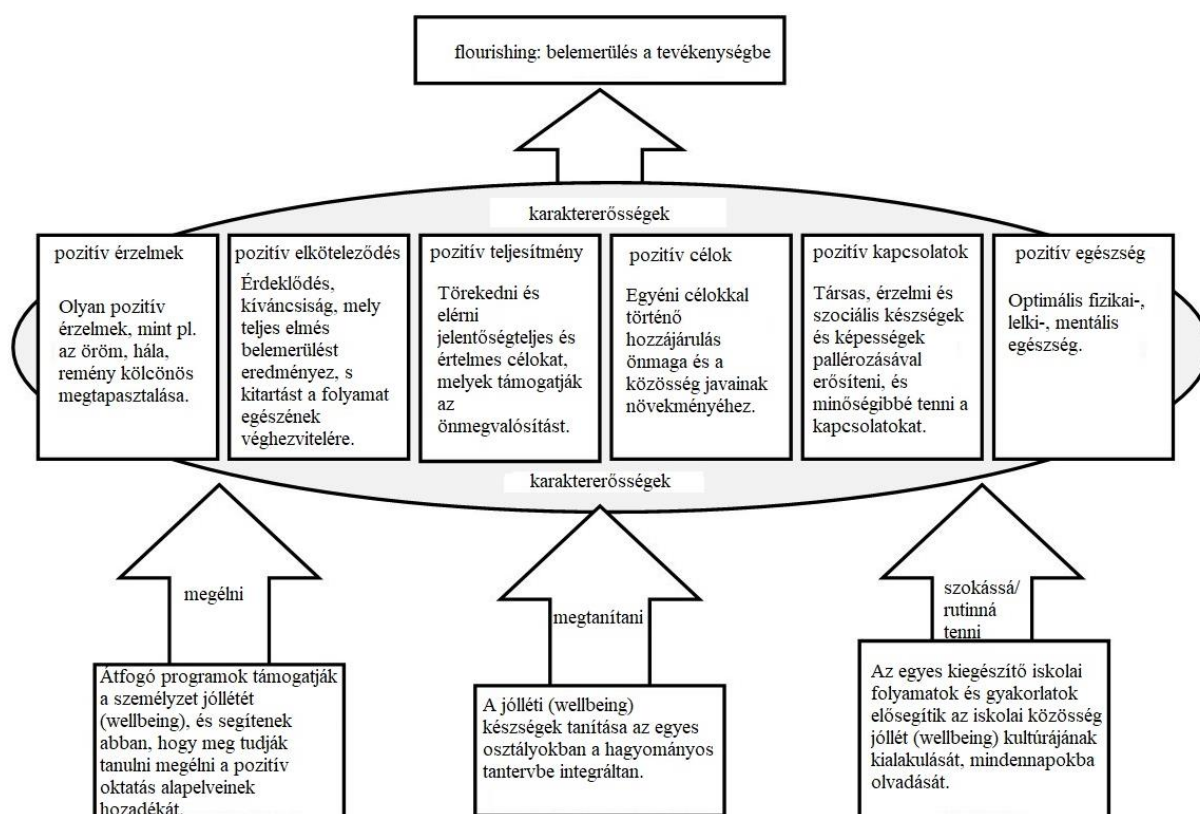 flourishing: belemerülés a tevékenységbe
karaktererősségek
pozitív érzelmek
Olyan pozitív
érzelmek, mint pl.
az öröm, hála,
remény kölcsönös
megtapasztalása.
pozitív elköteleződés
Érdeklődés,
kíváncsiság, mely
teljes elmés
belemerülést
eredményez, s
kitartást a folyamat
egészének
véghezvitelére.
pozitív teljesítmény
Törekedni és
elérni
jelentőségteljes és
értelmes célokat,
melyek támogatják
az
önmegvalósítást.
pozitív célok
Egyéni célokkal
történő
hozzájárulás
önmaga és a
közösség javainak
növekményéhez.
pozitív kapcsolatok
Társas, érzelmi és
szociális készségek
és képességek
pallérozásával
erősíteni, és
minőségibbé tenni a
kapcsolatokat.
pozitív egészség
Optimális fizikai-,
lelki-, mentális
egészség.
karaktererősségek
megélni
Átfogó programok támogatják
a személyzet jóllétét
(wellbeing), és segítenek
abban, hogy meg tudják
tanulni megélni a pozitív
oktatás alapelveinek
hozadékát.
megtanítani
A jólléti (wellbeing)
készségek tanítása az egyes
osztályokban a hagyományos
tantervbe integráltan.
szokássá/
rutinná
tenni
Az egyes kiegészítő iskolai
folyamatok és gyakorlatok
elősegítik az iskolai közösség
jóllét (wellbeing) kultúrájának
kialakulását, mindennapokba
olvadását.